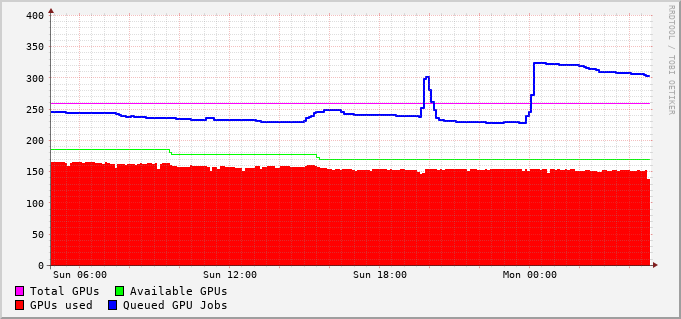 400
350
300
250
200
150
100
50
0
Sun 06:00 Sun 12:00 Sun 18:00 Mon 00:00
Total GPUs Available GPUs
GPUs used Queued GPU Jobs
RRDTOOL / TOBI OETIKER